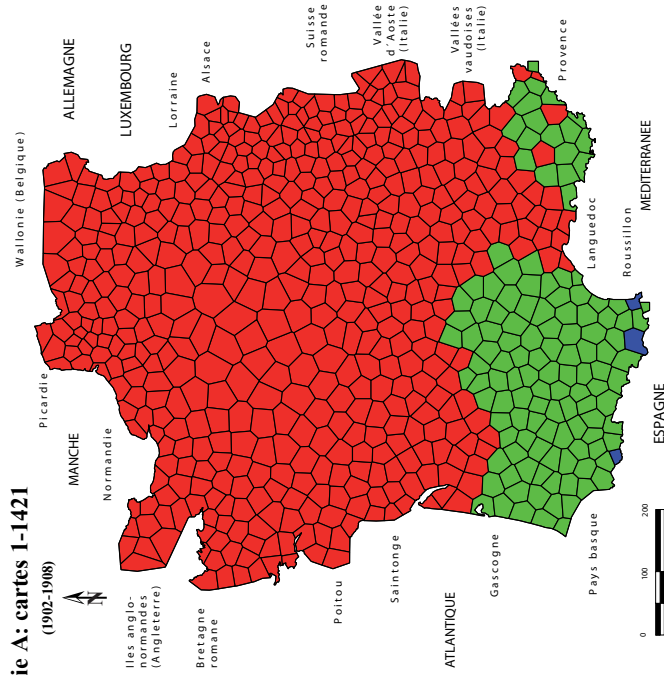 ie A: cartes 1-1421
(1902-1908)
N
Wallonie (Belgique)
ALLEMAGNE
LUXEMBOURG
Lorraine
Alsace
Suisse
romande
Vallée
d'Aoste
(Italie)
Vallées
vaudoises
(Italie)
Provence
MEDITERRANEE
Languedoc
Roussillon
ESPAGNE
Pays basque
Gascogne
ATLANTIQUE
Saintonge
Poitou
Bretagne
romane
Iles anglo-
normandes
(Angleterre)
Normandie
MANCHE
Picardie
0 100 200